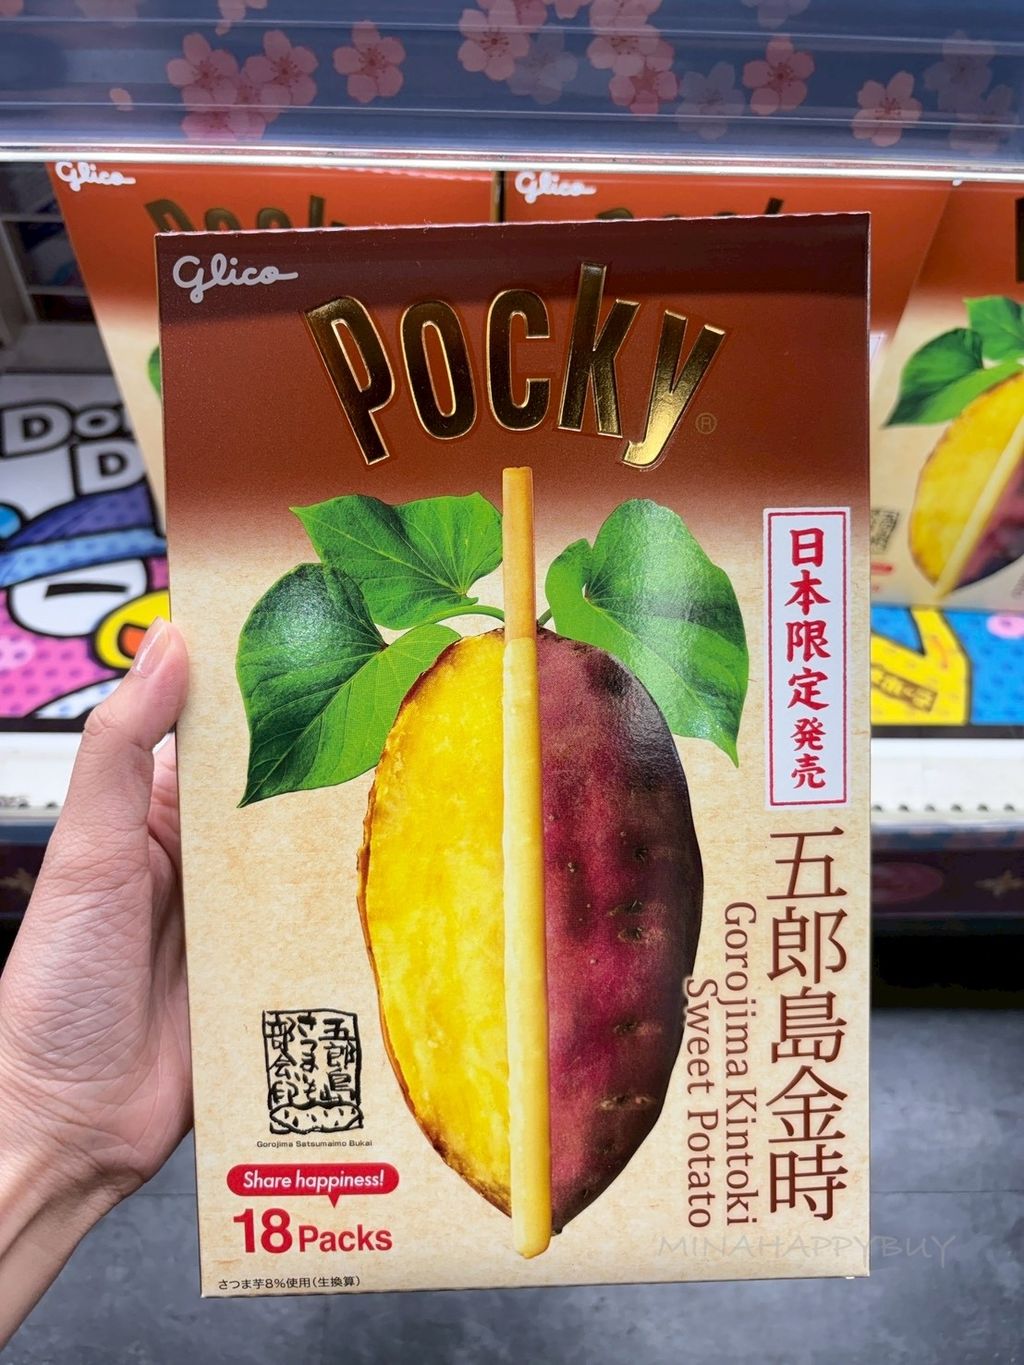 Glico
Glico
Glico
Pocky®
日本限定発売
五郎島金時
Gorojima Kintoki
Sweet Potato
五郎島
さつまいも
部会印
Gorojima Satsumaimo Bukai
Share happiness!
18 Packs
さつま芋8%使用(生換算)
MINAHAPPYBUY